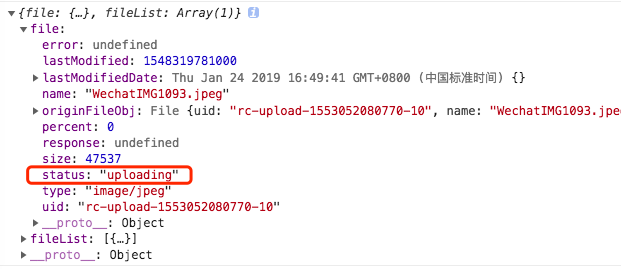 ▼{file: {…}, fileList: Array(1)} i
▼file:
error: undefined
lastModified: 1548319781000
▶lastModifiedDate: Thu Jan 24 2019 16:49:41 GMT+0800 (中国标准时间) {}
name: "WechatIMG1093.jpeg"
▶originFileObj: File {uid: "rc-upload-1553052080770-10", name: "WechatIMG1093.jpe
percent: 0
response: undefined
size: 47537
status: "uploading"
type: "image/jpeg"
uid: "rc-upload-1553052080770-10"
▶__proto__: Object
▶fileList: [{…}]
▶__proto__: Object